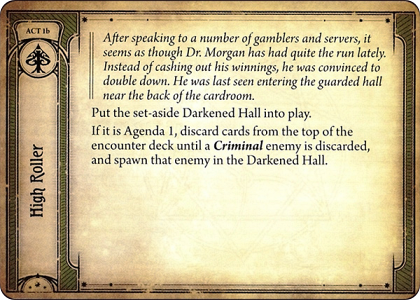 ACT 1b
High Roller
After speaking to a number of gamblers and servers, it
seems as though Dr. Morgan has had quite the run lately.
Instead of cashing out his winnings, he was convinced to
double down. He was last seen entering the guarded hall
near the back of the cardroom.
Put the set-aside Darkened Hall into play.
If it is Agenda 1, discard cards from the top of the
encounter deck until a Criminal enemy is discarded,
and spawn that enemy in the Darkened Hall.